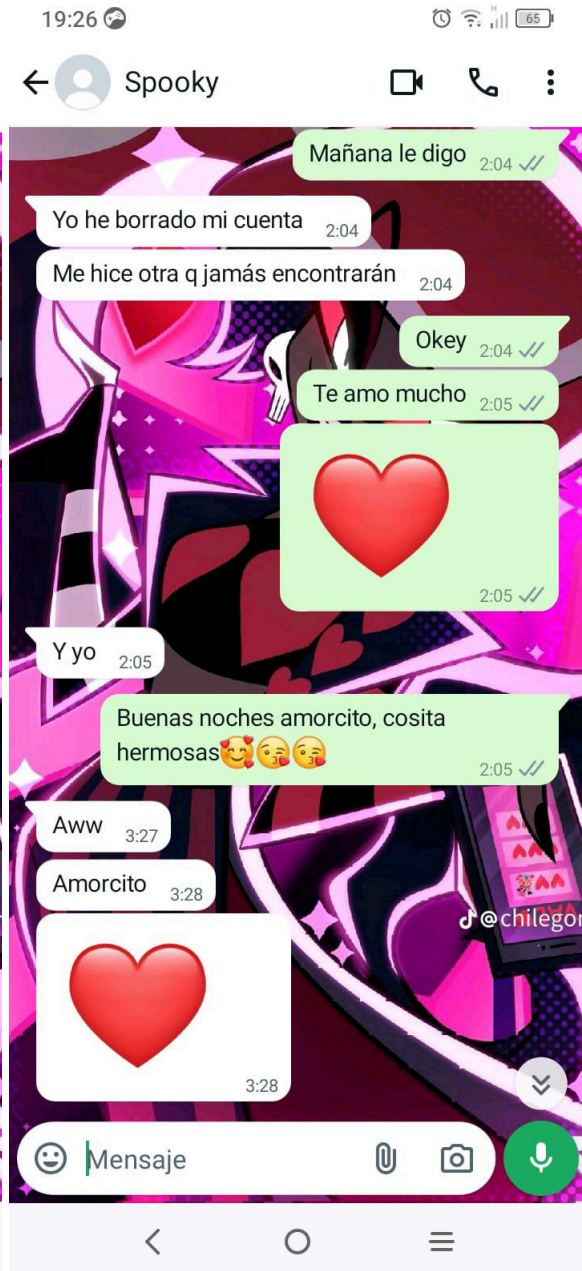 19:26
H
65
Spooky
Mañana le digo 2:04
Yo he borrado mi cuenta 2:04
Me hice otra q jamás encontrarán 2:04
Okey 2:04
Te amo mucho 2:05
2:05
Y yo 2:05
Buenas noches amorcito, cosita
hermosas🥰😘😘 2:05
Aww 3:27
Amorcito 3:28
@chilegon
3:28
Mensaje